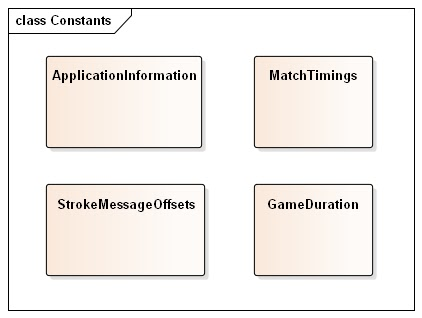 class Constants
ApplicationInformation
MatchTimings
StrokeMessageOffsets
GameDuration